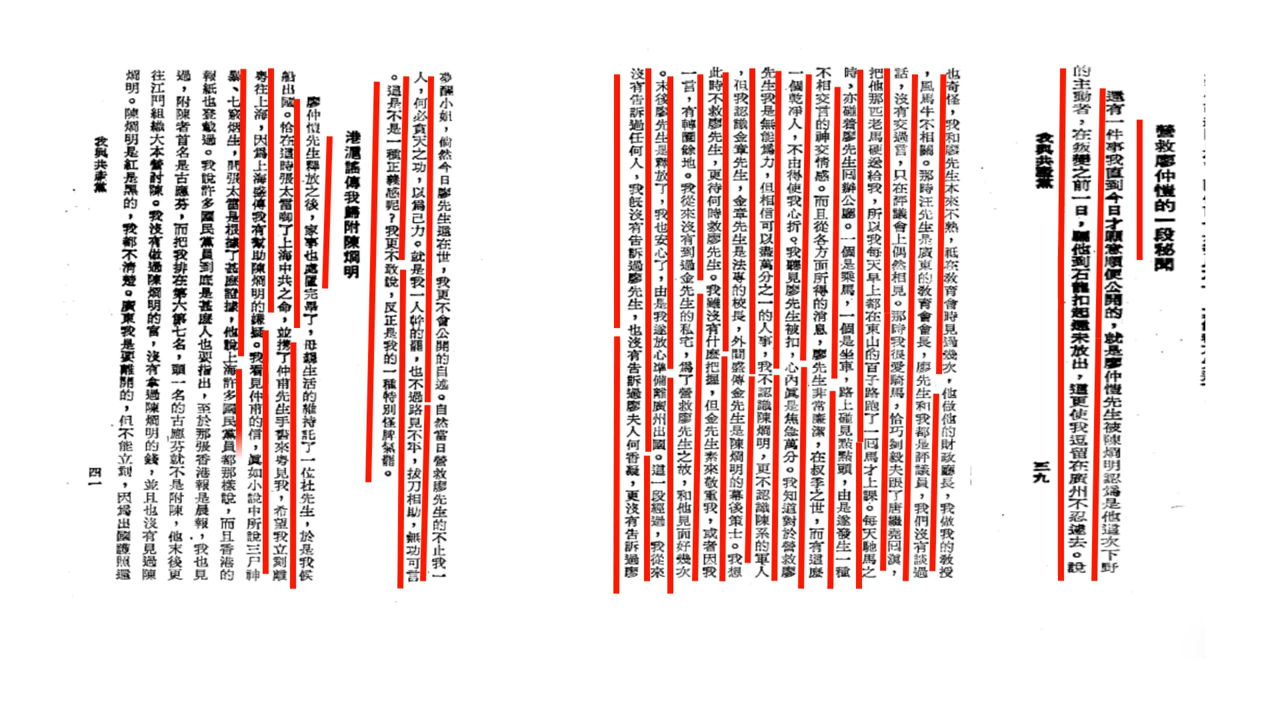 營救廖仲愷的一段秘聞
還有一件事我直到今日才願意順便公開的，就是廖仲愷先生被陳烱明認爲是他這次下野
的主動者，在叛變之前一日，騙他到石龍扣起還未放出，這更使我逗留在廣州不忍遽去。說
我與共產黨
三九
也奇怪，我和廖先生本來不熟，祗在教育會時見過幾次，他做他的財政廳長，我做我的教授
，風馬牛不相關。那時汪先生是廣東的教育會會長，廖先生和我都是評議員，我們沒有談過
話，沒有交過言，只在評議會上偶然相見。那時我很愛騎馬，恰巧劉毅夫跟了唐繼堯回滇，
把他那西老馬硬送給我，所以我每天早上都在東山的百子路跑了一回馬才上課。每天馳馬之
時，亦碰着廖先生回辦公廳。一個是乘馬，一個是坐車，路上碰見點點頭，由是遂發生一種
不相交言的神交情感。而且從各方面所得的消息，廖先生非常廉潔，在叔季之世，而有這麼
一個乾淨人，不由得使我心折。我聽見廖先生被扣，心內眞是焦急萬分。我知道對於營救廖
先生我是無能爲力，但相信可以盡萬分之一的人事，我不認識陳烱明，更不認識陳系的軍人
，但我認識金章先生，金章先生是法專的校長，外間盛傳金先生是陳烱明的幕後策士。我想
此時不救廖先生，更待何時救廖先生。我雖沒有什麼把握，但金先生素來敬重我，或者因我
一言，有轉圜餘地。我從來沒有到過金先生的私宅，爲了營救廖先生之故，和他見面好幾次
。末後廖先生是釋放了，我也安心了，由是我遂放心準備離廣州出國。這一段經過，我從來
沒有告訴過任何人，我旣沒有告訴過廖先生，也沒有告訴過廖夫人何香凝，更沒有告訴過廖
夢醒小姐，倘然今日廖先生還在世，我更不會公開的自述。自然當日營救廖先生的不止我一
人，何必貪天之功，以爲己力。就是我一人幹的罷，也不過路見不平，拔刀相助，無功可言
。這是不是一種正義感呢？我更不敢說，反正是我的一種特別怪脾氣罷。
港滬謠傳我歸附陳烱明
廖仲愷先生釋放之後，家事也處置完畢了，母親生活的維持託了一位杜先生，於是我候
船出國。恰在這時張太雷啣了上海中共之命，並攜了仲甫先生手書來粵見我，希望我立刻離
粵往上海，因爲上海盛傳我有幫助陳烱明的嫌疑。我看見仲甫的信，眞如小說中所說三尸神
暴、七竅烟生，問張太雷是根據了甚麼證據，他說上海許多國民黨員都那樣說，而且香港的
報紙也登載過。我說許多國民黨員到底是甚麼人也要指出，至於那張香港報是晨報，我也見
過，附陳者首名是古應芬，而把我排在第六第七名，頭一名的古應芬就不是附陳，他末後更
往江門組織大本營討陳。我沒有做過陳烱明的官，沒有拿過陳烱明的錢，並且也沒有見過陳
烱明。陳烱明是紅是黑的，我都不清楚。廣東我是要離開的，但不能立刻，因爲出國護照還
我與共產黨
四一